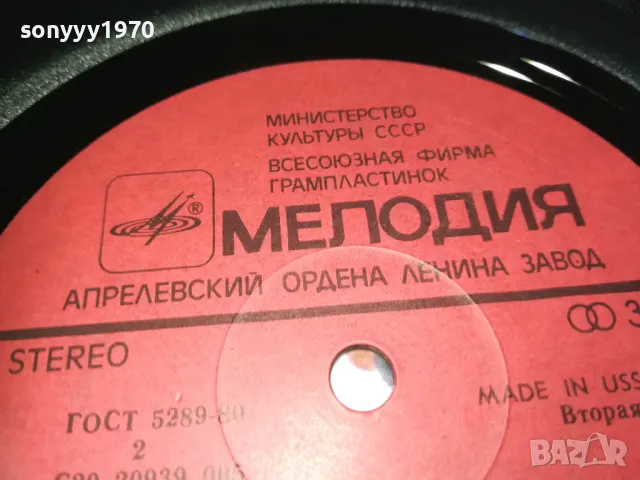 sonyyy1970
МИНИСТЕРСТВО
КУЛЬТУРЫ СССР
ВСЕСОЮЗНАЯ ФИРМА
ГРАМПЛАСТИНОК
® МЕЛОДИЯ
АПРЕЛЕВСКИЙ ОРДЕНА ЛЕНИНА ЗАВОД
STEREO
MADE IN USS
ГОСТ 5289-80
Вторая
2
bazar